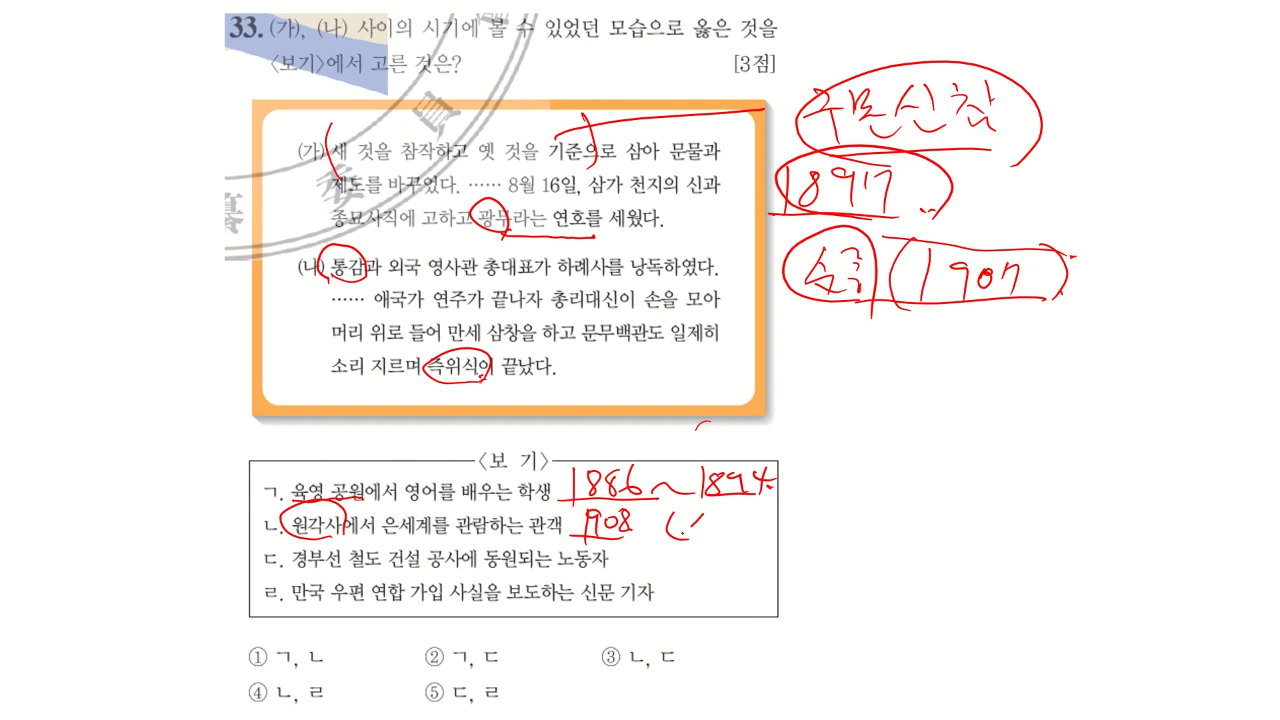 33. (가), (나) 사이의 시기에 볼 수 있었던 모습으로 옳은 것을
〈보기〉에서 고른 것은? [3점]
(가) 새 것을 참작하고 옛 것을 기준으로 삼아 문물과
제도를 바꾸었다. …… 8월 16일, 삼가 천지의 신과
종묘사직에 고하고 광무라는 연호를 세웠다.
(나) 통감과 외국 영사관 총대표가 하례사를 낭독하였다.
…… 애국가 연주가 끝나자 총리대신이 손을 모아
머리 위로 들어 만세 삼창을 하고 문무백관도 일제히
소리 지르며 즉위식이 끝났다.
구본신참
1897
순종 1907
〈보 기〉
ㄱ. 육영 공원에서 영어를 배우는 학생 1886~1894
ㄴ. 원각사에서 은세계를 관람하는 관객 1908
ㄷ. 경부선 철도 건설 공사에 동원되는 노동자
ㄹ. 만국 우편 연합 가입 사실을 보도하는 신문 기자
① ㄱ, ㄴ ② ㄱ, ㄷ ③ ㄴ, ㄷ
④ ㄴ, ㄹ ⑤ ㄷ, ㄹ